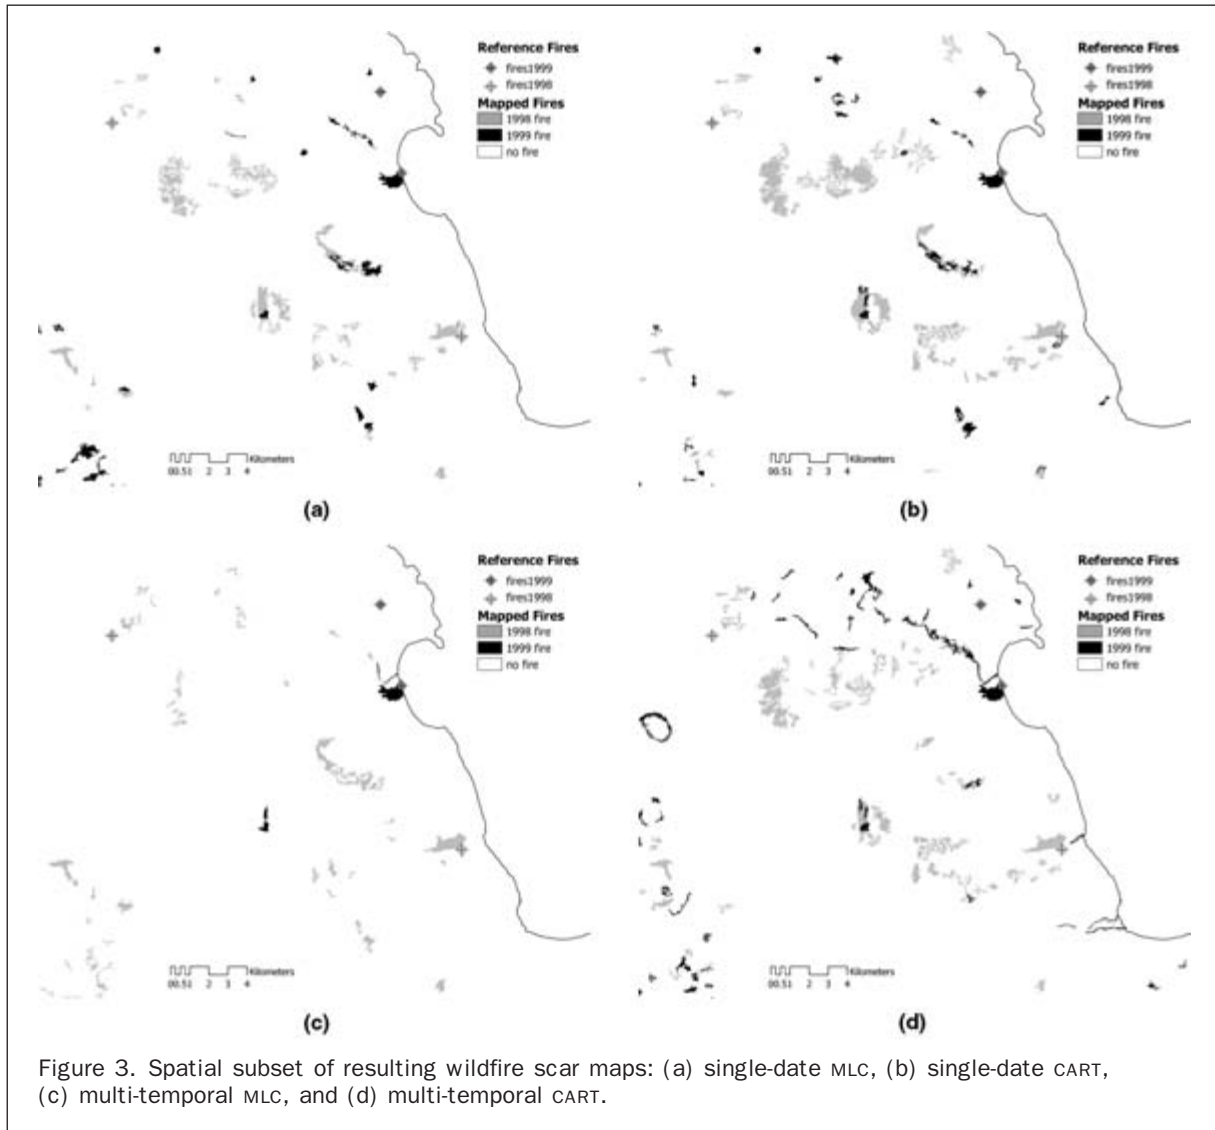 Reference Fires
fires1999
fires1998
Mapped Fires
1998 fire
1999 fire
no fire
00.51 2 3 4 Kilometers
(a)
Reference Fires
fires1999
fires1998
Mapped Fires
1998 fire
1999 fire
no fire
00.51 2 3 4 Kilometers
(b)
Reference Fires
fires1999
fires1998
Mapped Fires
1998 fire
1999 fire
no fire
00.51 2 3 4 Kilometers
(c)
Reference Fires
fires1999
fires1998
Mapped Fires
1998 fire
1999 fire
no fire
00.51 2 3 4 Kilometers
(d)
Figure 3. Spatial subset of resulting wildfire scar maps: (a) single-date MLC, (b) single-date CART,
(c) multi-temporal MLC, and (d) multi-temporal CART.